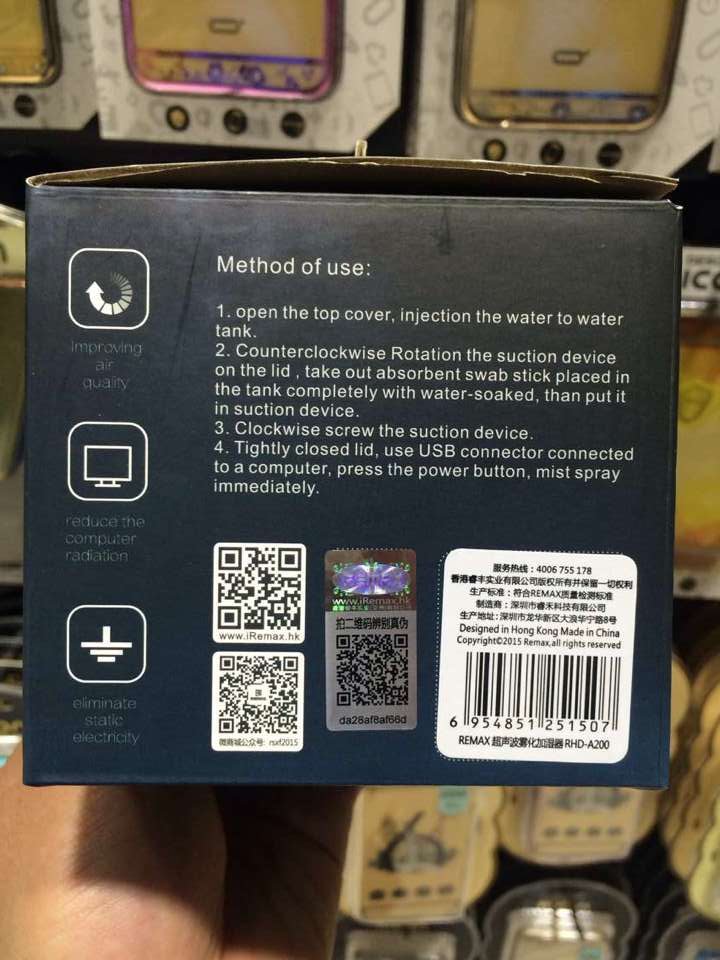 Improving
air
quality
reduce the
computer
radiation
eliminate
static
electricity
Method of use:
1. open the top cover, injection the water to water
tank.
2. Counterclockwise Rotation the suction device
on the lid , take out absorbent swab stick placed in
the tank completely with water-soaked, than put it
in suction device.
3. Clockwise screw the suction device.
4. Tightly closed lid, use USB connector connected
to a computer, press the power button, mist spray
immediately.
www.iRemax.hk
微商城公众号: rsxf2015
www.iRemax.hk
扫二维码辨别真伪
da28af8af66d
服务热线：4006 755 178
香港睿丰实业有限公司版权所有并保留一切权利
生产标准：符合REMAX质量检测标准
制造商：深圳市睿禾科技有限公司
生产地址：深圳市龙华新区大浪华宁路8号
Designed in Hong Kong Made in China
Copyright©2015 Remax,all rights reserved
6 954851 251507
REMAX 超声波雾化加湿器 RHD-A200